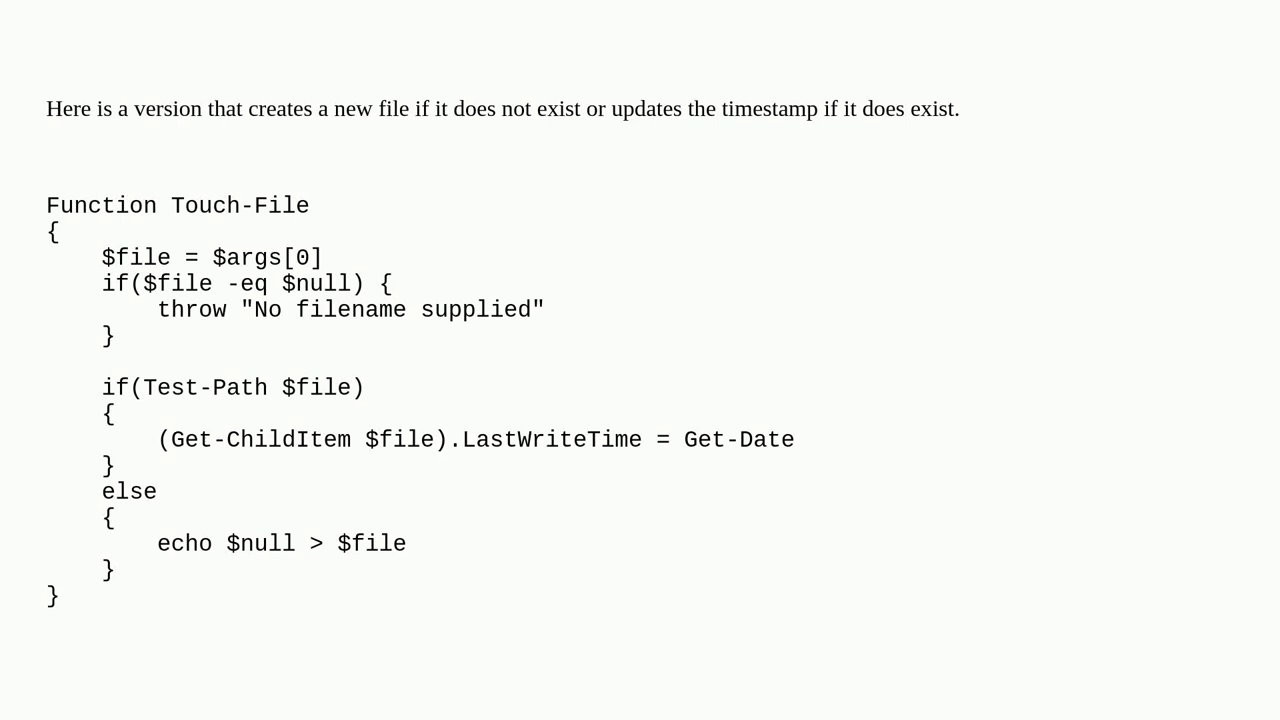 Here is a version that creates a new file if it does not exist or updates the timestamp if it does exist.
Function Touch-File
{
    $file = $args[0]
    if($file -eq $null) {
        throw "No filename supplied"
    }

    if(Test-Path $file)
    {
        (Get-ChildItem $file).LastWriteTime = Get-Date
    }
    else
    {
        echo $null > $file
    }
}